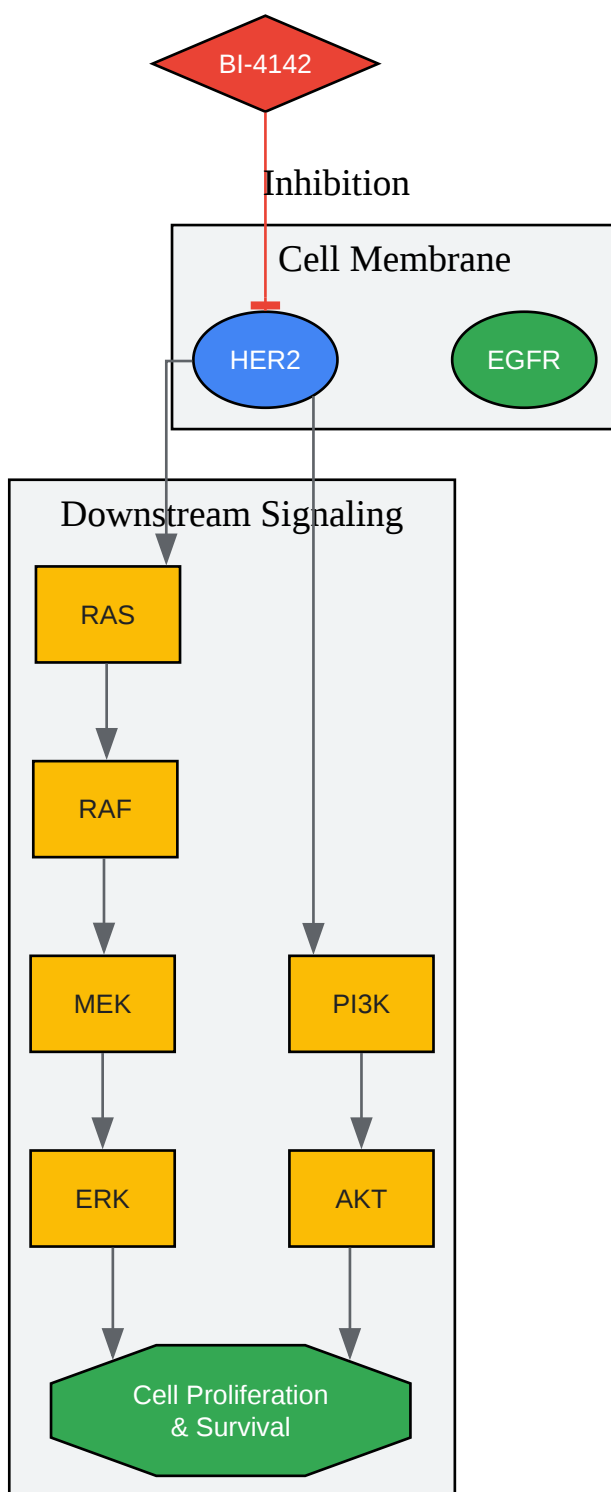 BI-4142
Inhibition
Cell Membrane
HER2
EGFR
Downstream Signaling
RAS
RAF
MEK
PI3K
ERK
AKT
Cell Proliferation
& Survival